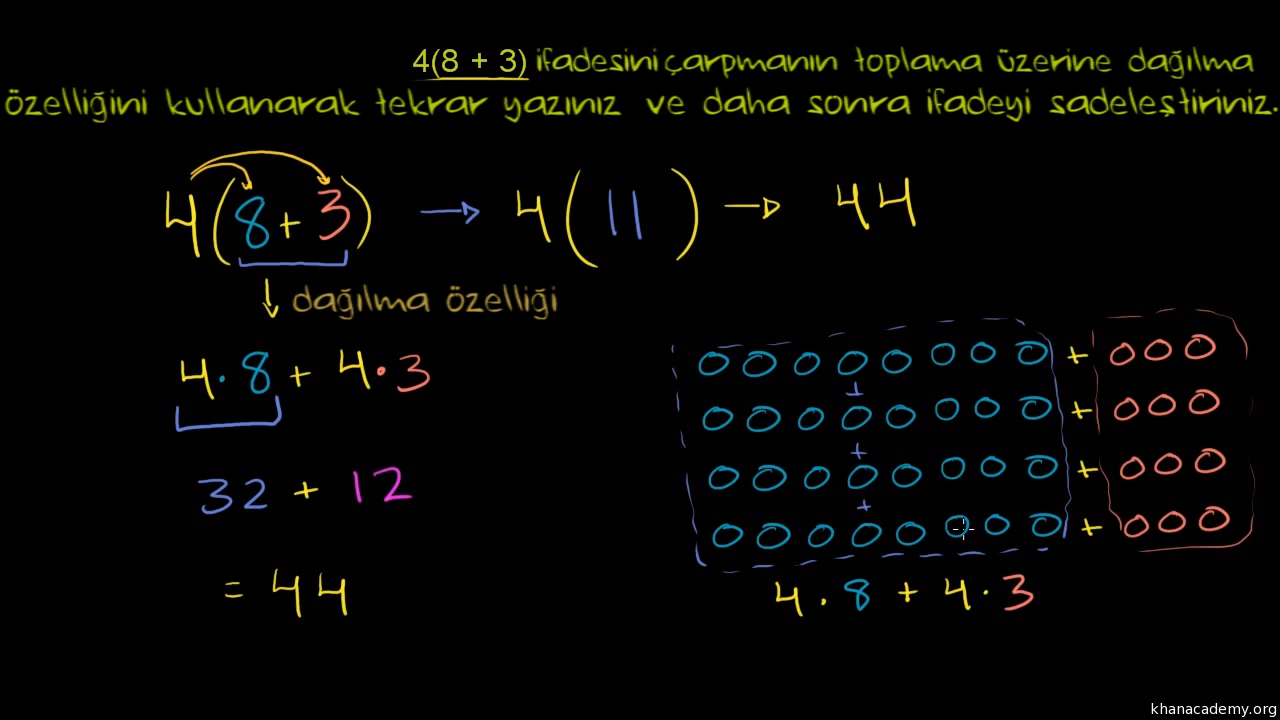 4(8 + 3) ifadesini çarpmanın toplama üzerine dağılma
özelliğini kullanarak tekrar yazınız ve daha sonra ifadeyi sadeleştiriniz.
4(8+3) → 4(11) → 44
↓ dağılma özelliği
4·8 + 4·3
32 + 12
= 44
+ 
+
+
+
+
+
+
4·8 + 4·3
khanacademy.org